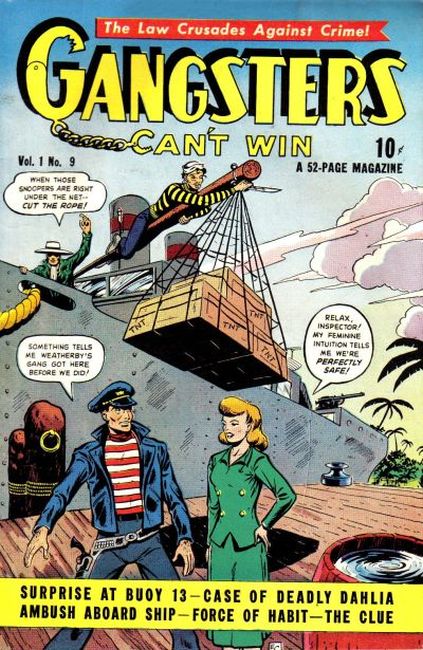 The Law Crusades Against Crime!
GANGSTERS
CAN'T WIN
10¢
Vol. 1 No. 9
A 52-PAGE MAGAZINE
WHEN THOSE
SNOOPERS ARE RIGHT
UNDER THE NET--
CUT THE ROPE!
TNT
TNT
TNT
TNT
SOMETHING TELLS
ME WEATHERBY'S
GANG GOT HERE
BEFORE WE DID!
RELAX,
INSPECTOR!
MY FEMININE
INTUITION TELLS
ME WE'RE
PERFECTLY
SAFE!
SURPRISE AT BUOY 13—CASE OF DEADLY DAHLIA
AMBUSH ABOARD SHIP—FORCE OF HABIT—THE CLUE